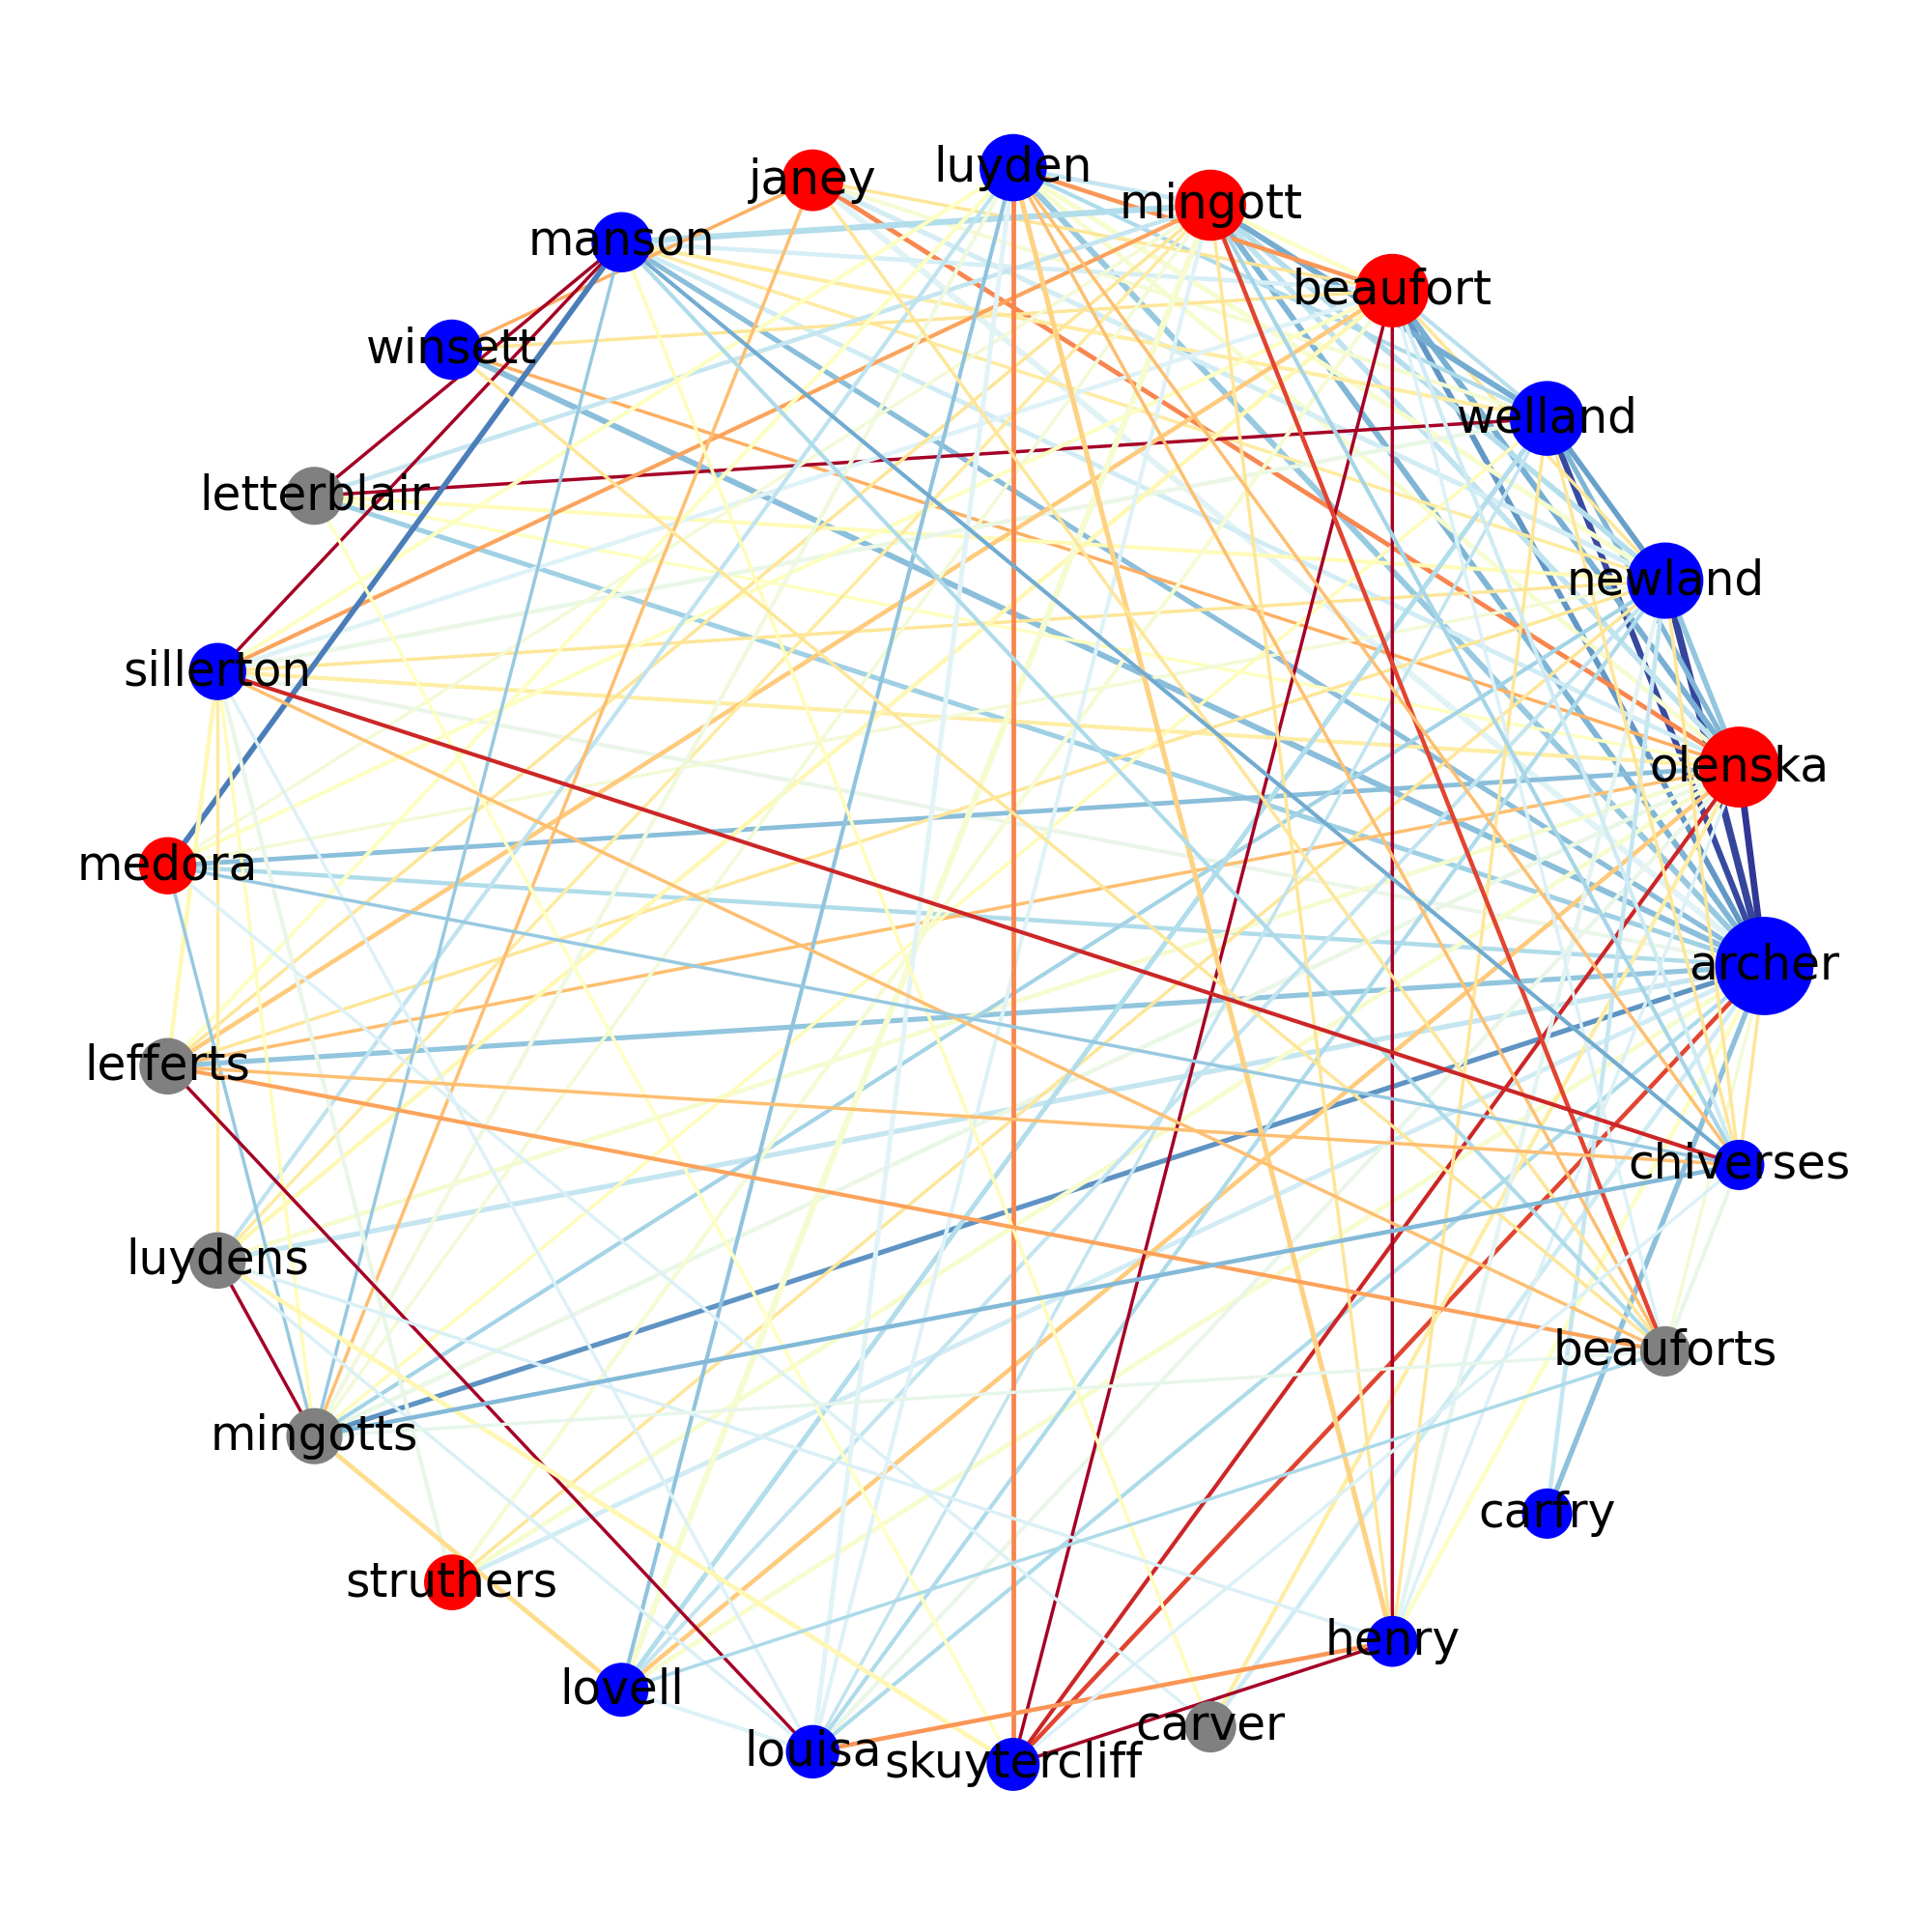 luyden
janey
mingott
manson
beaufort
winsett
welland
letterblair
newland
sillerton
olenska
medora
archer
lefferts
chiverses
luydens
beauforts
mingotts
carfry
struthers
henry
lovell
carver
louisa
skuytercliff